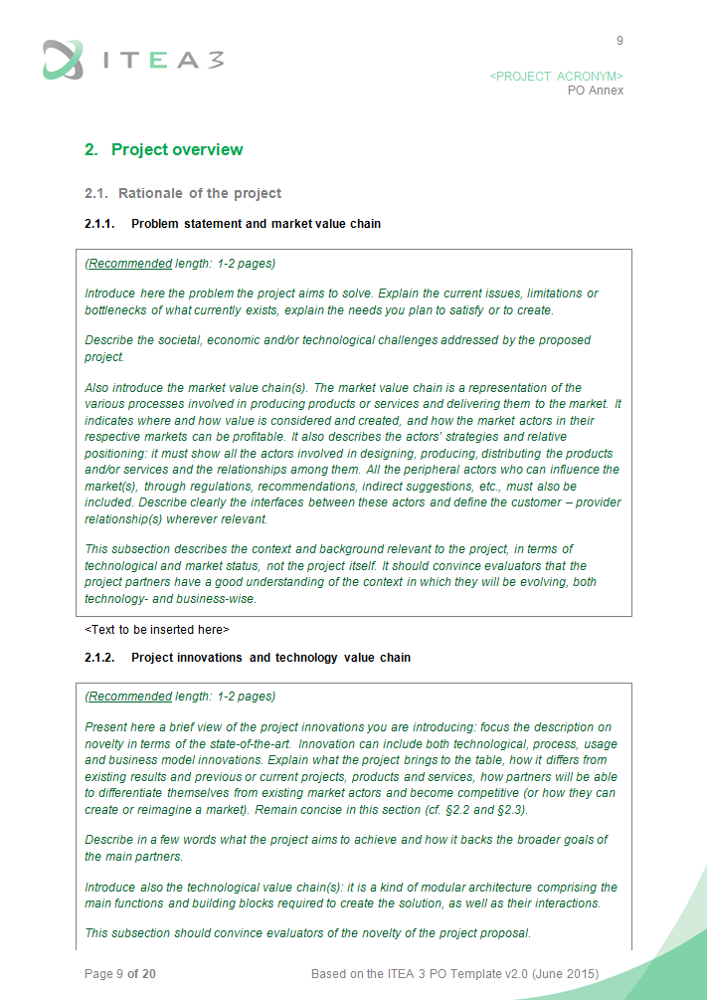 9
ITEA3
<PROJECT ACRONYM>
PO Annex
2. Project overview
2.1. Rationale of the project
2.1.1. Problem statement and market value chain
(Recommended length: 1-2 pages)
Introduce here the problem the project aims to solve. Explain the current issues, limitations or
bottlenecks of what currently exists, explain the needs you plan to satisfy or to create.
Describe the societal, economic and/or technological challenges addressed by the proposed
project.
Also introduce the market value chain(s). The market value chain is a representation of the
various processes involved in producing products or services and delivering them to the market. It
indicates where and how value is considered and created, and how the market actors in their
respective markets can be profitable. It also describes the actors' strategies and relative
positioning: it must show all the actors involved in designing, producing, distributing the products
and/or services and the relationships among them. All the peripheral actors who can influence the
market(s), through regulations, recommendations, indirect suggestions, etc., must also be
included. Describe clearly the interfaces between these actors and define the customer – provider
relationship(s) wherever relevant.
This subsection describes the context and background relevant to the project, in terms of
technological and market status, not the project itself. It should convince evaluators that the
project partners have a good understanding of the context in which they will be evolving, both
technology- and business-wise.
<Text to be inserted here>
2.1.2. Project innovations and technology value chain
(Recommended length: 1-2 pages)
Present here a brief view of the project innovations you are introducing: focus the description on
novelty in terms of the state-of-the-art. Innovation can include both technological, process, usage
and business model innovations. Explain what the project brings to the table, how it differs from
existing results and previous or current projects, products and services, how partners will be able
to differentiate themselves from existing market actors and become competitive (or how they can
create or reimagine a market). Remain concise in this section (cf. §2.2 and §2.3).
Describe in a few words what the project aims to achieve and how it backs the broader goals of
the main partners.
Introduce also the technological value chain(s): it is a kind of modular architecture comprising the
main functions and building blocks required to create the solution, as well as their interactions.
This subsection should convince evaluators of the novelty of the project proposal.
Page 9 of 20 Based on the ITEA 3 PO Template v2.0 (June 2015)